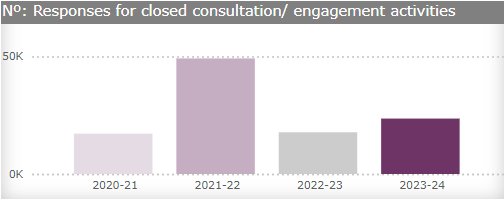 Nº: Responses for closed consultation/ engagement activities
50K
0K
2020-21 2021-22 2022-23 2023-24